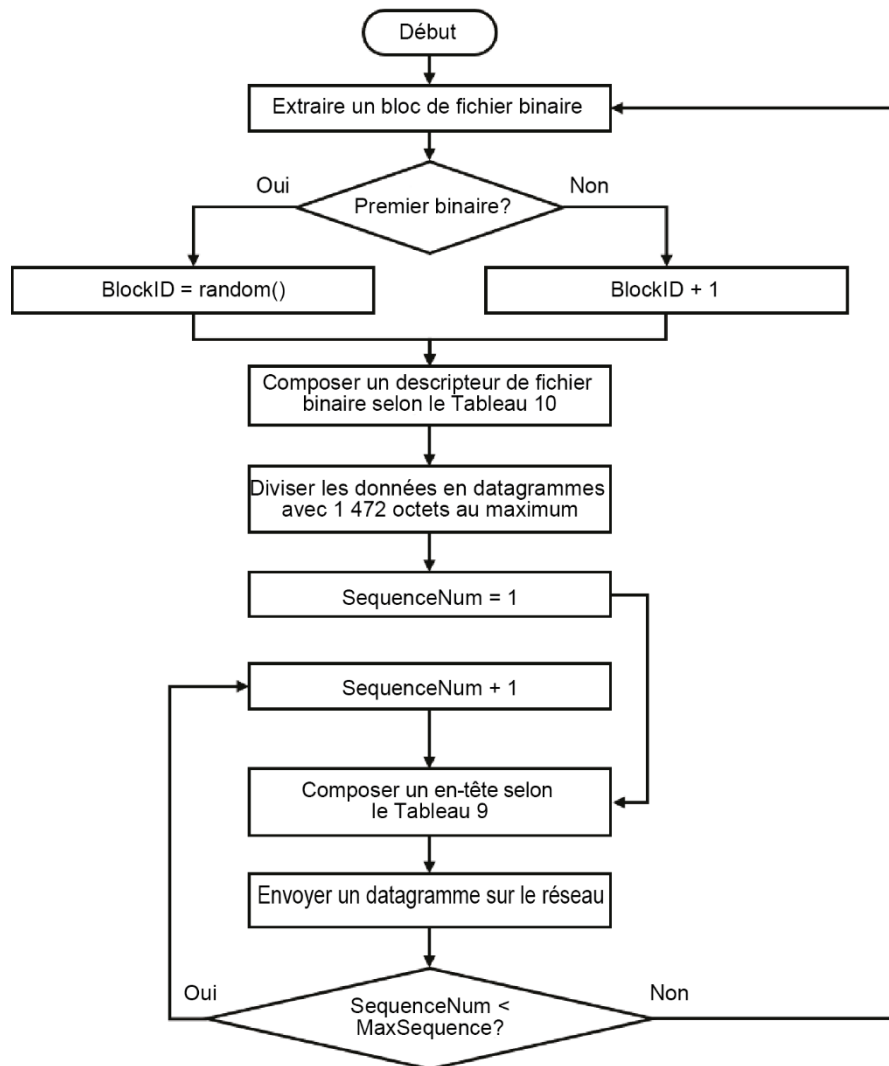 Début
Extraire un bloc de fichier binaire
Oui
Non
Premier binaire?
BlockID = random()
BlockID + 1
Composer un descripteur de fichier
binaire selon le Tableau 10
Diviser les données en datagrammes
avec 1 472 octets au maximum
SequenceNum = 1
SequenceNum + 1
Composer un en-tête selon
le Tableau 9
Envoyer un datagramme sur le réseau
Oui
Non
SequenceNum <
MaxSequence?